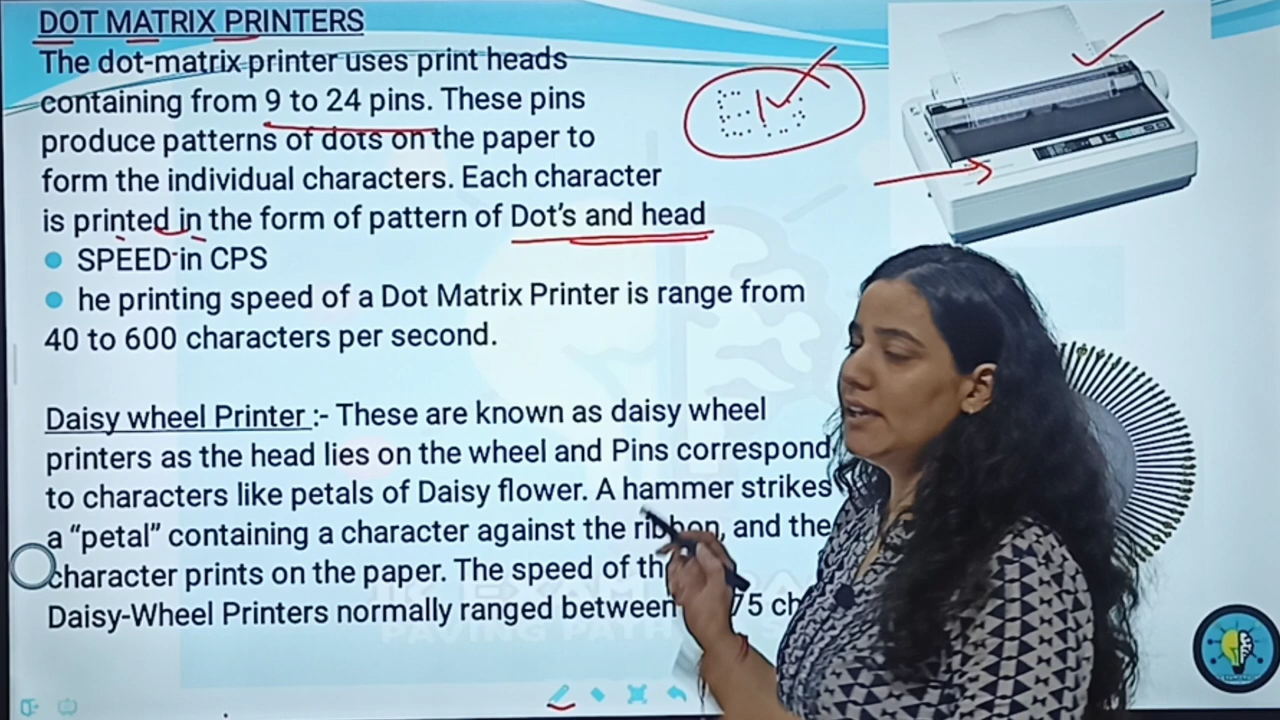 DOT MATRIX PRINTERS
The dot-matrix printer uses print heads
containing from 9 to 24 pins. These pins
produce patterns of dots on the paper to
form the individual characters. Each character
is printed in the form of pattern of Dot's and head
SPEED in CPS
he printing speed of a Dot Matrix Printer is range from
40 to 600 characters per second.
Daisy wheel Printer :- These are known as daisy wheel
printers as the head lies on the wheel and Pins correspond
to characters like petals of Daisy flower. A hammer strikes
a “petal” containing a character against the ribbon, and the
character prints on the paper. The speed of
Daisy-Wheel Printers normally ranged between 75